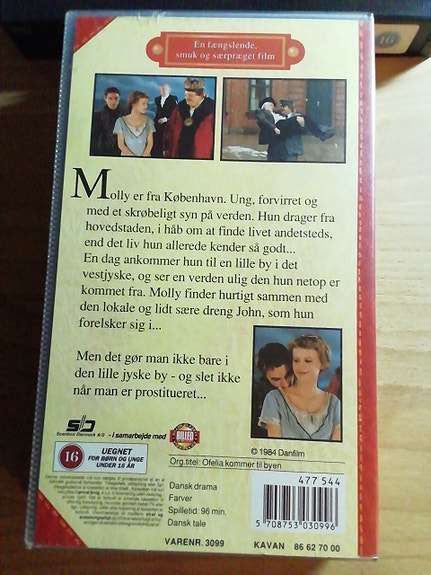 En fængslende,
smuk og særpræget film
Molly er fra København. Ung, forvirret og
med et skrøbeligt syn på verden. Hun drager fra
hovedstaden, i håb om at finde livet andetsteds,
end det liv hun allerede kender så godt...
En dag ankommer hun til en lille by i det
vestjyske, og ser en verden ulig den hun netop er
kommet fra. Molly finder hurtigt sammen med
den lokale og lidt sære dreng John, som hun
forelsker sig i...
Men det gør man ikke bare i
den lille jyske by - og slet ikke
når man er prostitueret...
- i samarbejde med
BILLED
© 1984 Danfilm
16
UEGNET
FOR BØRN OG UNGE
UNDER 16 ÅR
Org.titel: Ofelia kommer til byen
Dansk drama
Farver
Spilletid: 96 min.
Dansk tale
477 544
5 708753 030996
VARENR. 3099
KAVAN 86 62 70 00